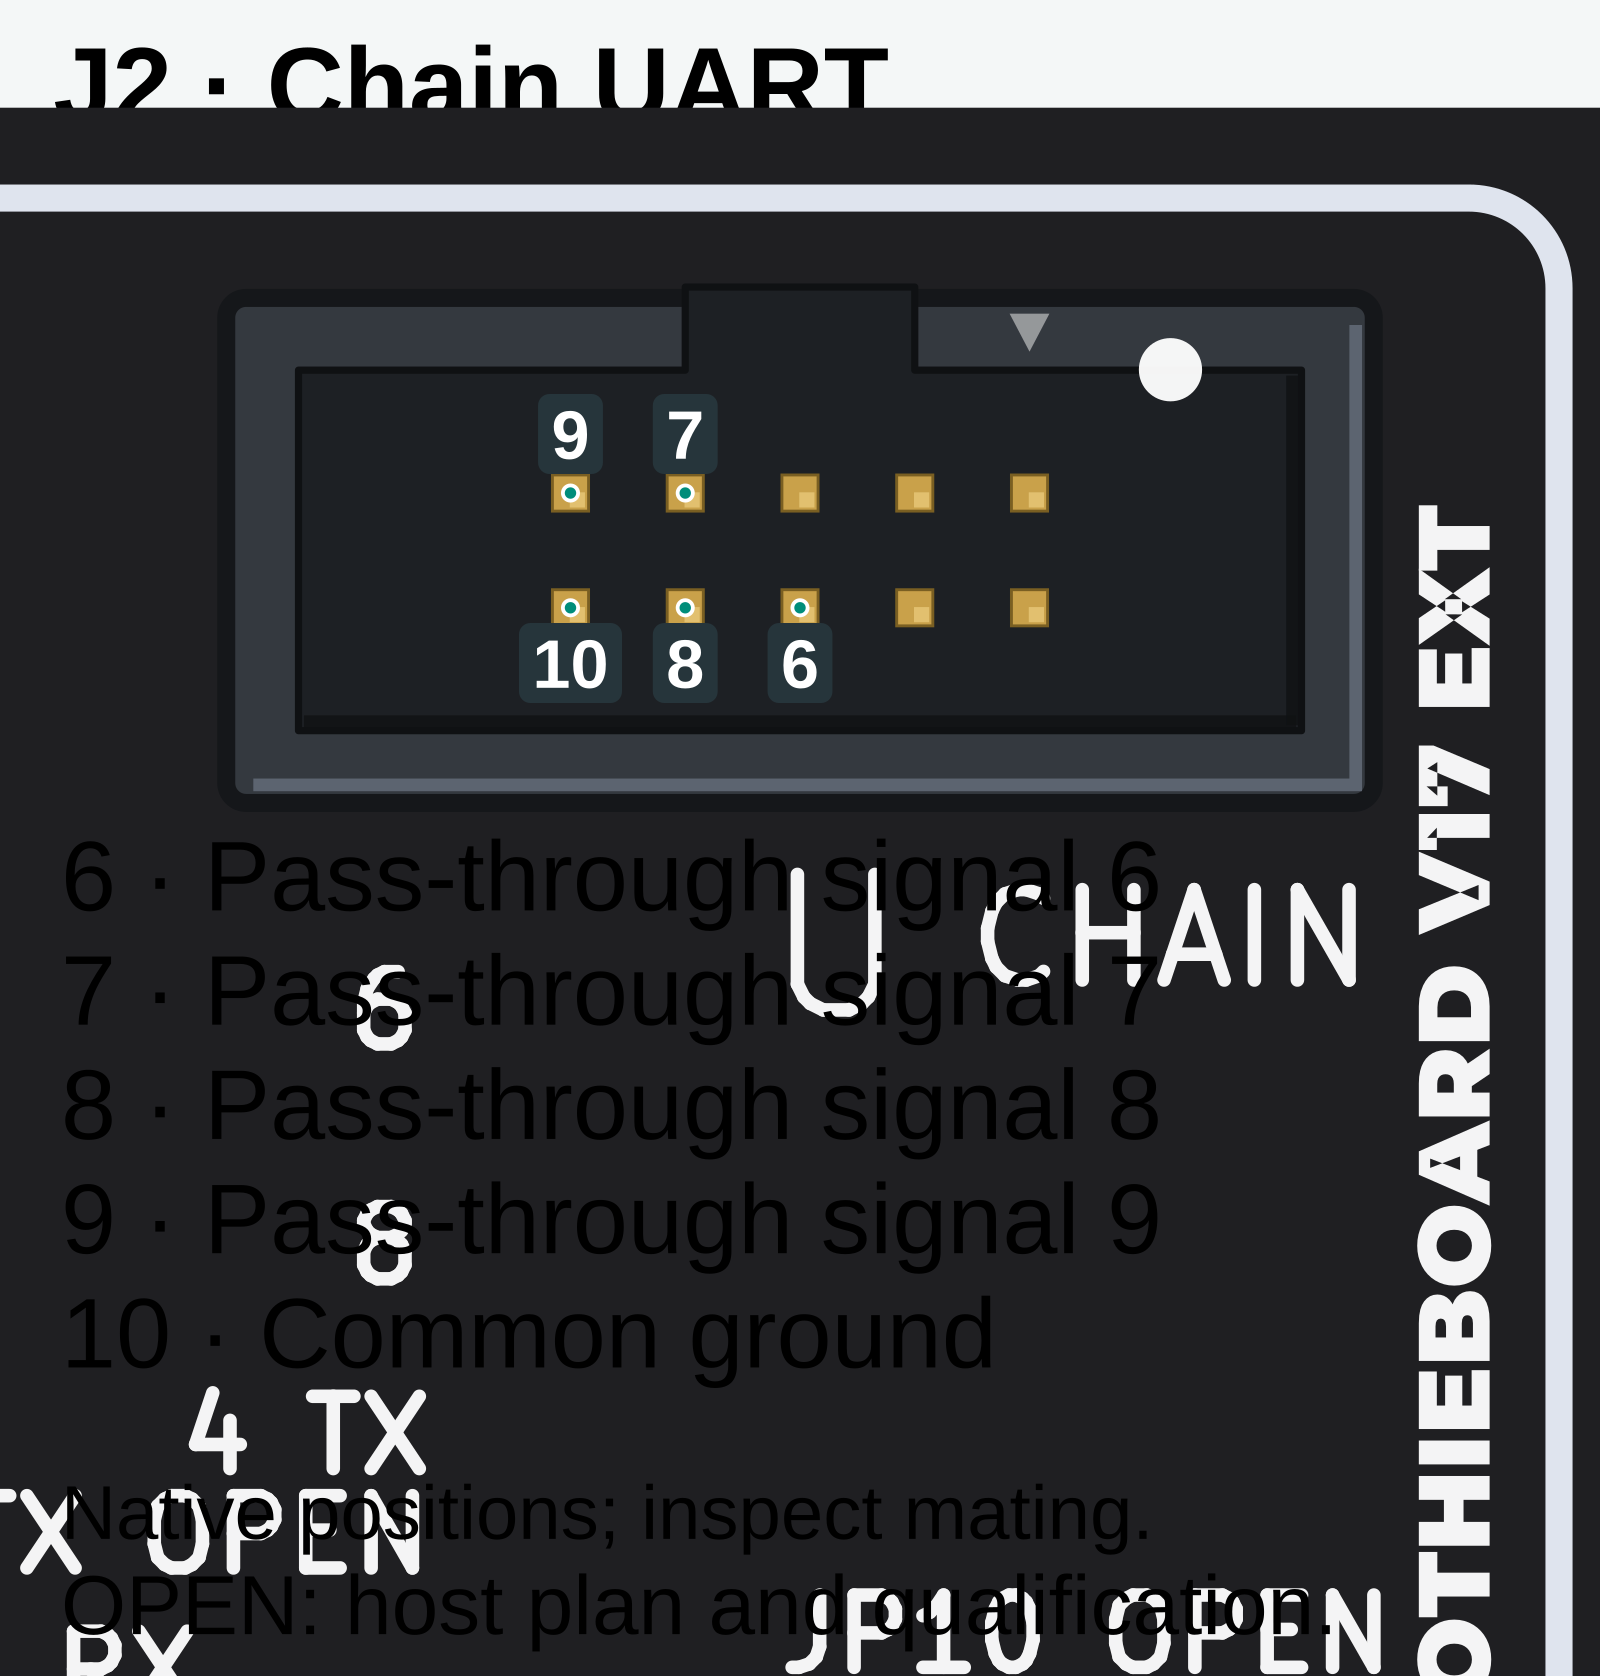 J2 · Chain UART
9 7
10 8 6
6 · Pass-through signal 6
U CHAIN
7 · Pass-through signal 7
6
8 · Pass-through signal 8
9 · Pass-through signal 9
8
10 · Common ground
4 TX
Native positions; inspect mating.
TX OPEN
OPEN: host plan and qualification.
JP10 OPEN
RX
OTHIEBOARD V17 EXT